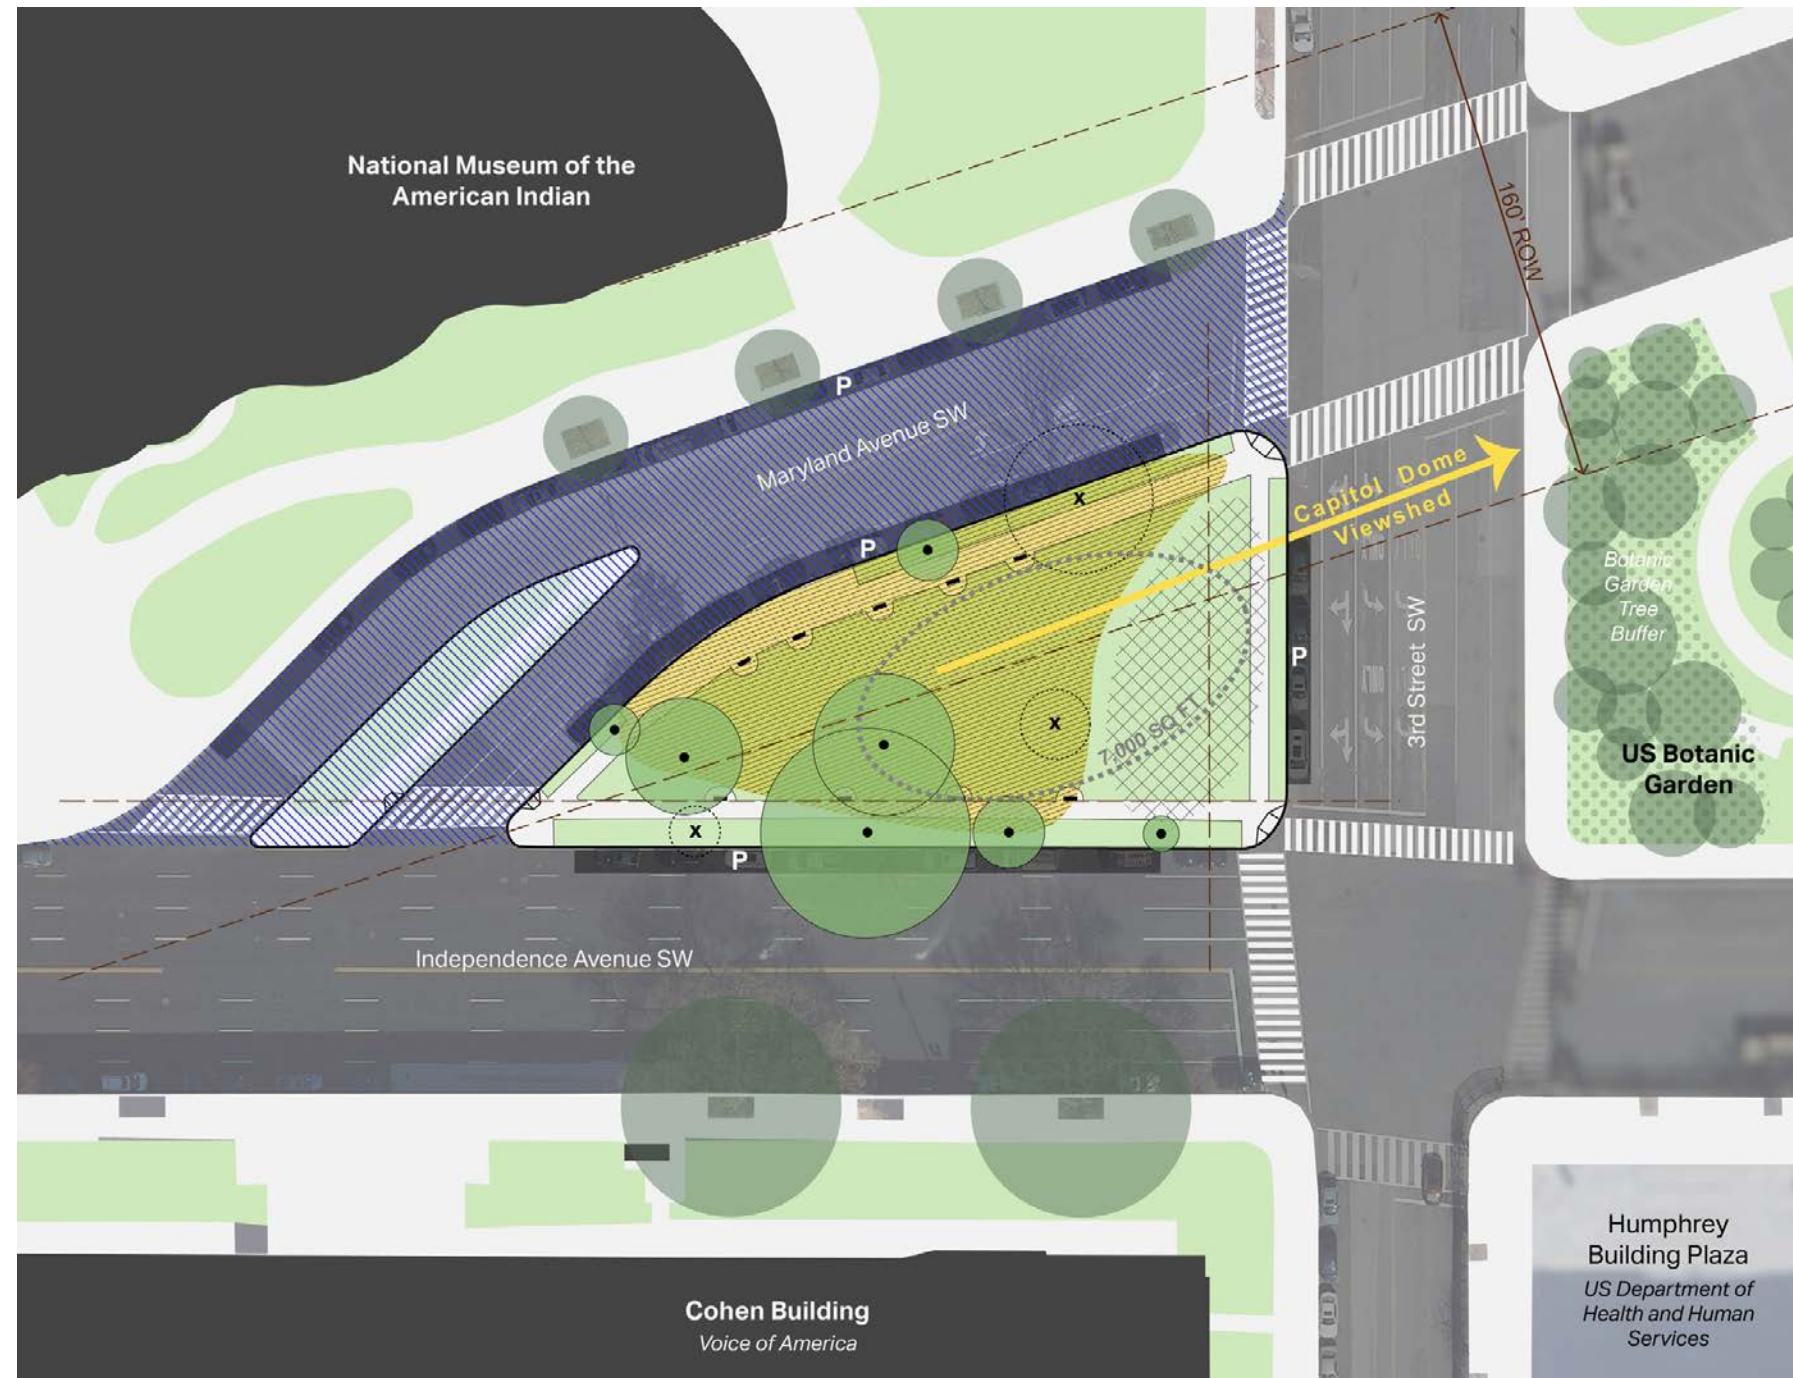 National Museum of the
American Indian
160' ROW
P
Maryland Avenue SW
Capitol Dome
Viewshed
x
P
Botanic
Garden
Tree
Buffer
P
3rd Street SW
x
7,000 SQ FT
US Botanic
Garden
x
P
Independence Avenue SW
Humphrey
Building Plaza
US Department of
Health and Human
Services
Cohen Building
Voice of America